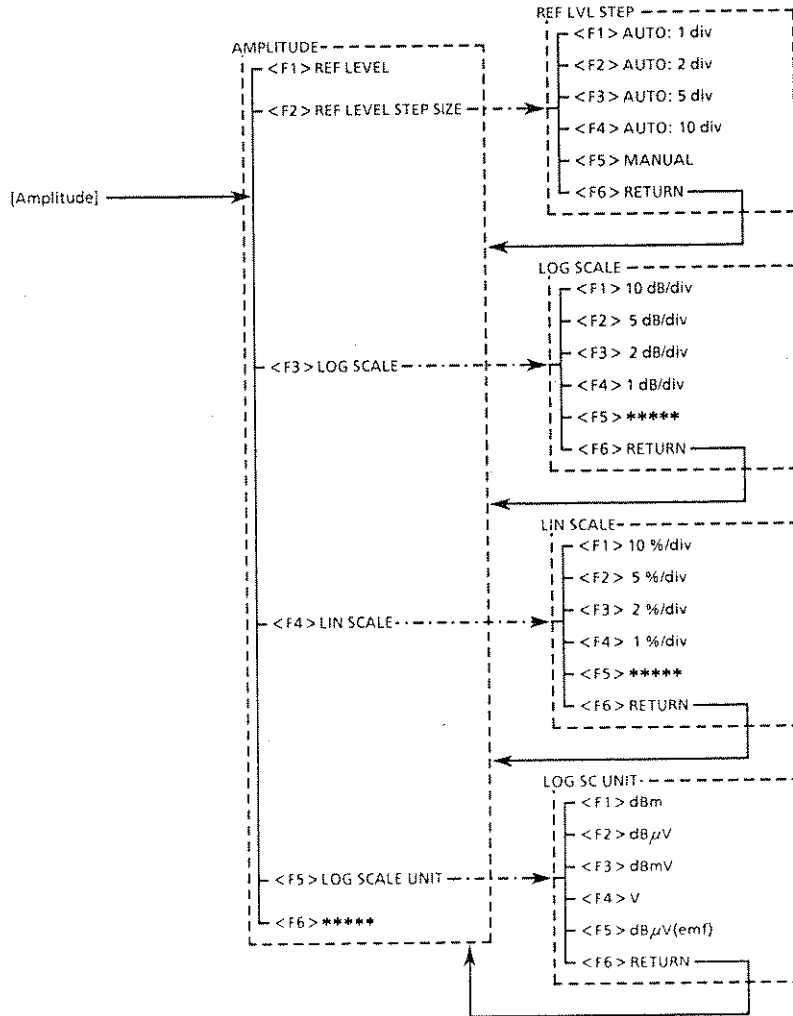 [Amplitude]
AMPLITUDE
<F1> REF LEVEL
<F2> REF LEVEL STEP SIZE
<F3> LOG SCALE
<F4> LIN SCALE
<F5> LOG SCALE UNIT
<F6> *****
REF LVL STEP
<F1> AUTO: 1 div
<F2> AUTO: 2 div
<F3> AUTO: 5 div
<F4> AUTO: 10 div
<F5> MANUAL
<F6> RETURN
LOG SCALE
<F1> 10 dB/div
<F2> 5 dB/div
<F3> 2 dB/div
<F4> 1 dB/div
<F5> *****
<F6> RETURN
LIN SCALE
<F1> 10 %/div
<F2> 5 %/div
<F3> 2 %/div
<F4> 1 %/div
<F5> *****
<F6> RETURN
LOG SC UNIT
<F1> dBm
<F2> dBμV
<F3> dBmV
<F4> V
<F5> dBμV(emf)
<F6> RETURN